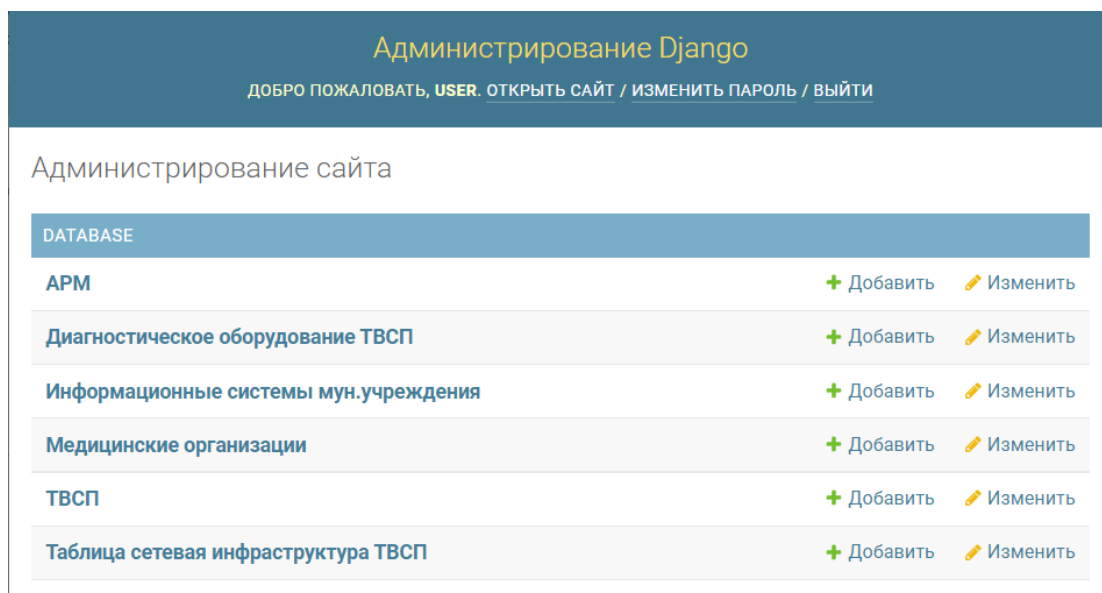 Администрирование Django
ДОБРО ПОЖАЛОВАТЬ, USER. ОТКРЫТЬ САЙТ / ИЗМЕНИТЬ ПАРОЛЬ / ВЫЙТИ
Администрирование сайта
DATABASE
АРМ Добавить Изменить
Диагностическое оборудование ТВСП Добавить Изменить
Информационные системы мун.учреждения Добавить Изменить
Медицинские организации Добавить Изменить
ТВСП Добавить Изменить
Таблица сетевая инфраструктура ТВСП Добавить Изменить